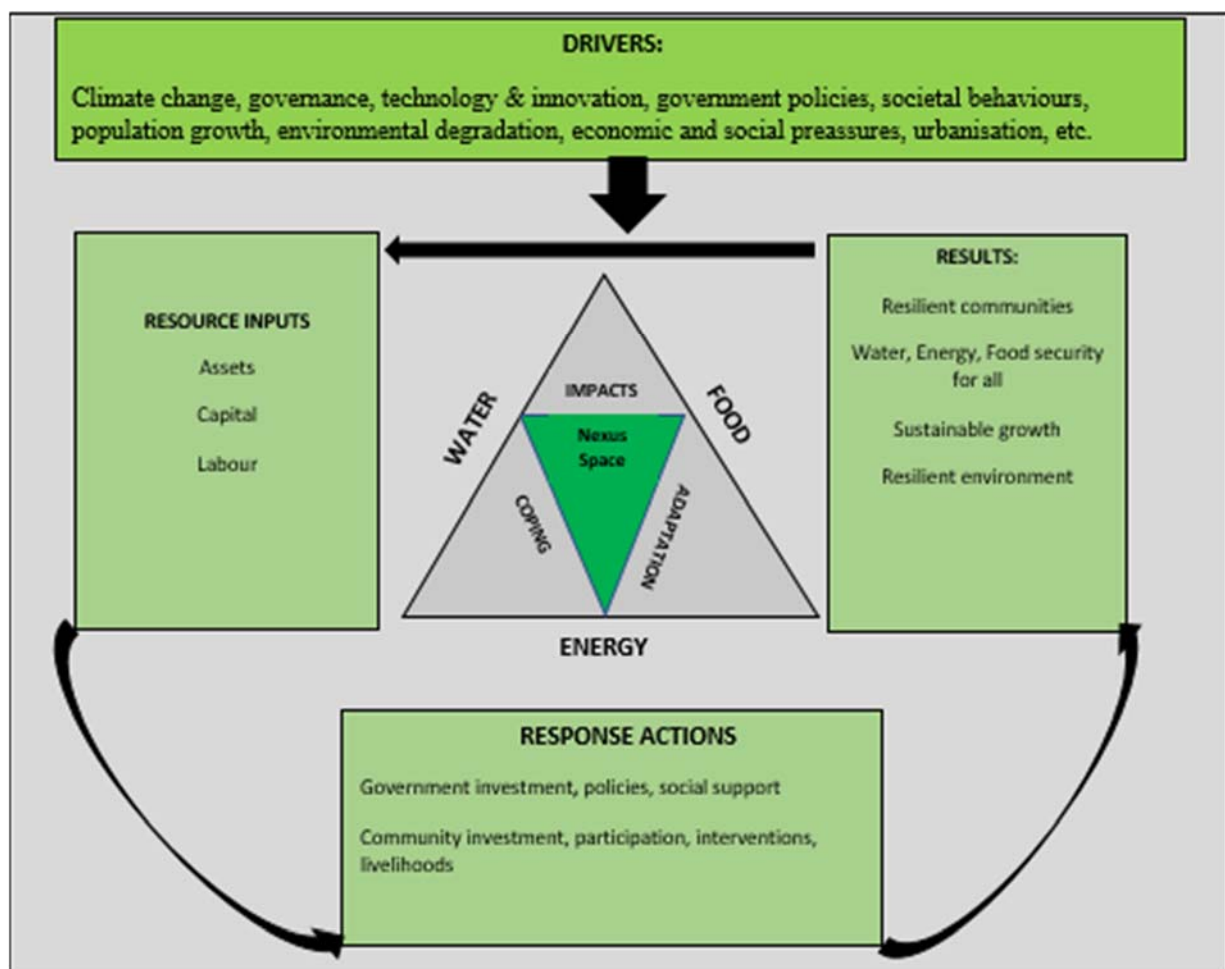 DRIVERS:
Climate change, governance, technology & innovation, government policies, societal behaviours,
population growth, environmental degradation, economic and social preassures, urbanisation, etc.
RESOURCE INPUTS
Assets
Capital
Labour
WATER
FOOD
IMPACTS
Nexus
Space
COPING
ADAPTATION
ENERGY
RESULTS:
Resilient communities
Water, Energy, Food security
for all
Sustainable growth
Resilient environment
RESPONSE ACTIONS
Government investment, policies, social support
Community investment, participation, interventions,
livelihoods